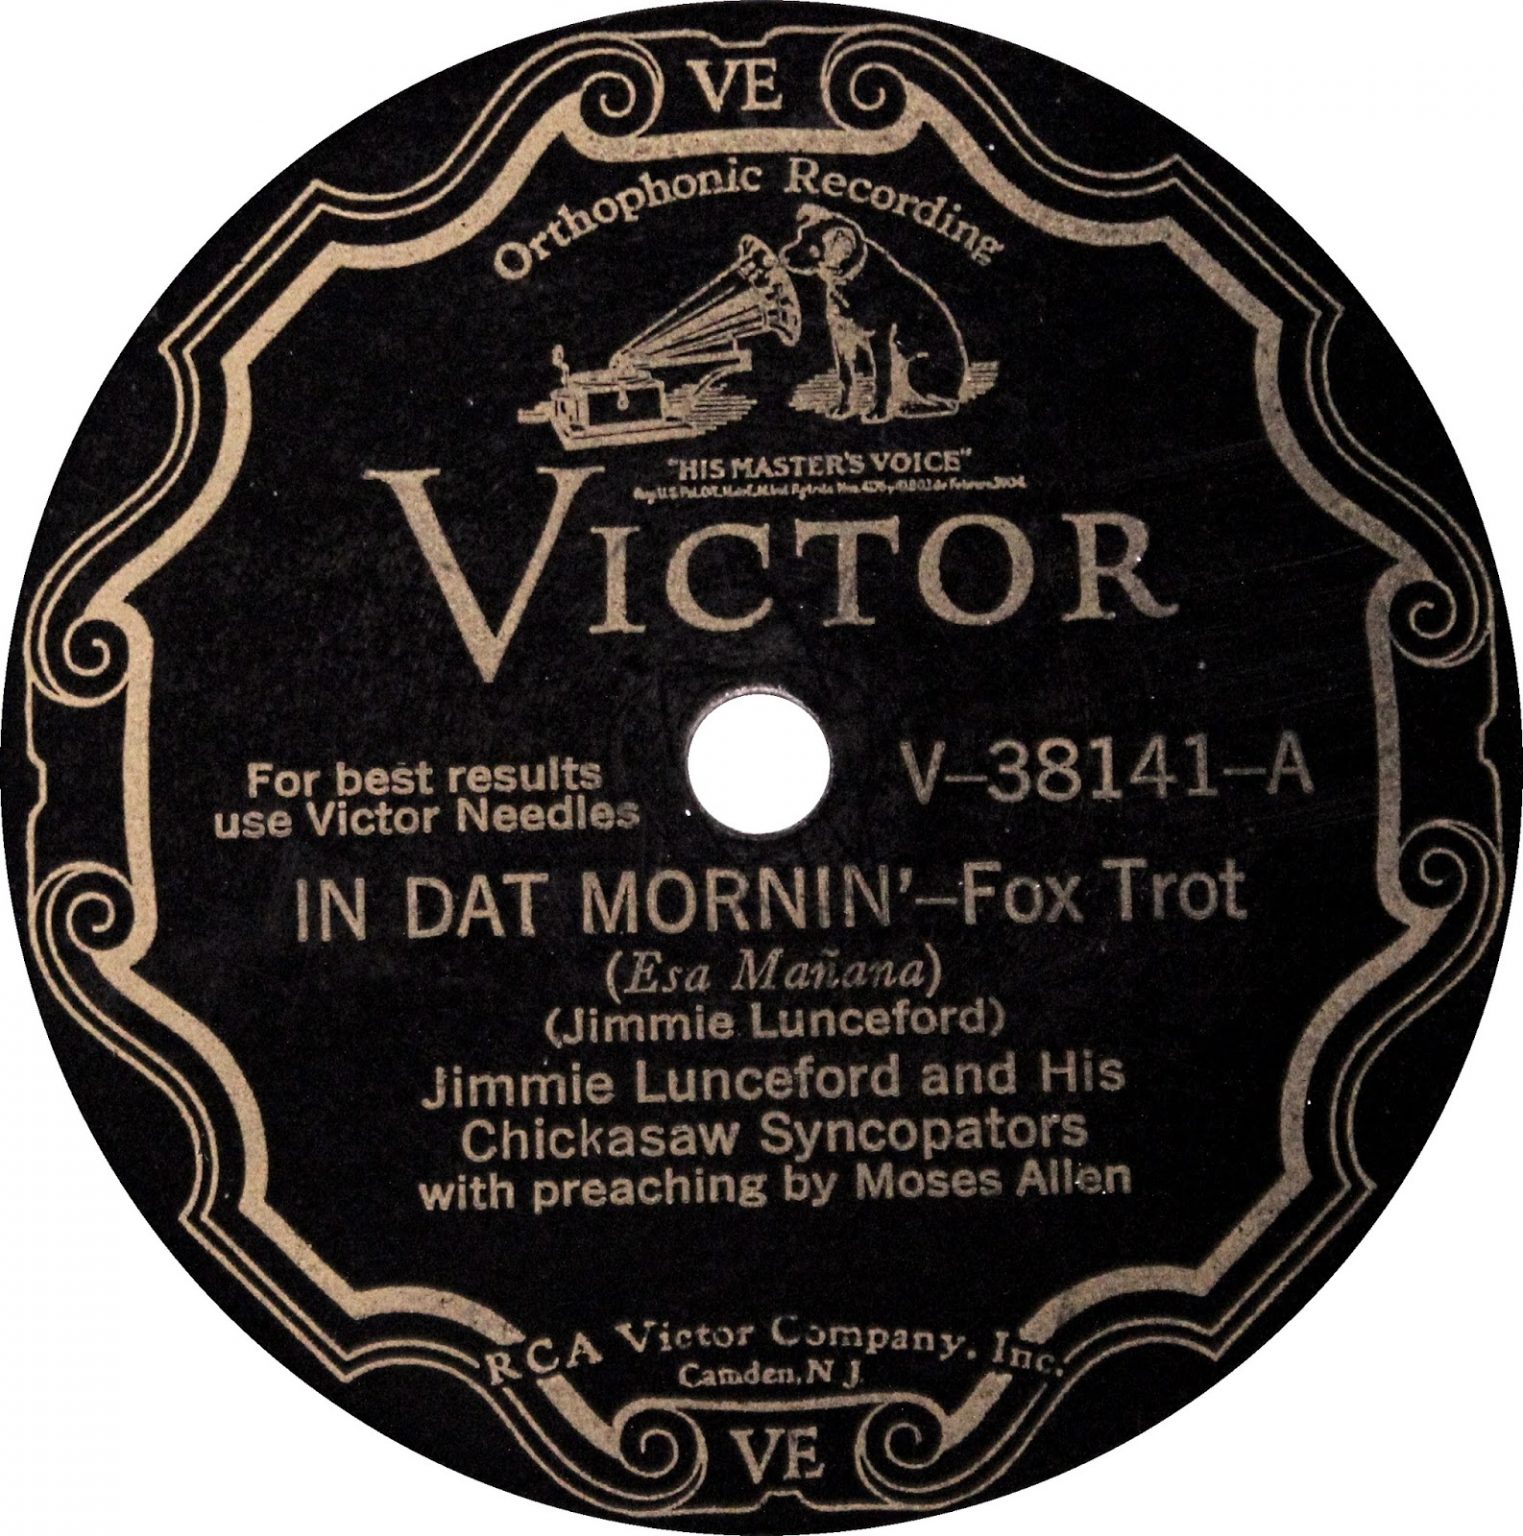 VE
Orthophonic Recording
"HIS MASTER'S VOICE"
VICTOR
For best results
use Victor Needles
V-38141-A
IN DAT MORNIN'-Fox Trot
(Esa Mañana)
(Jimmie Lunceford)
Jimmie Lunceford and His
Chickasaw Syncopators
with preaching by Moses Allen
RCA Victor Company, Inc.
Camden, N J.
VE